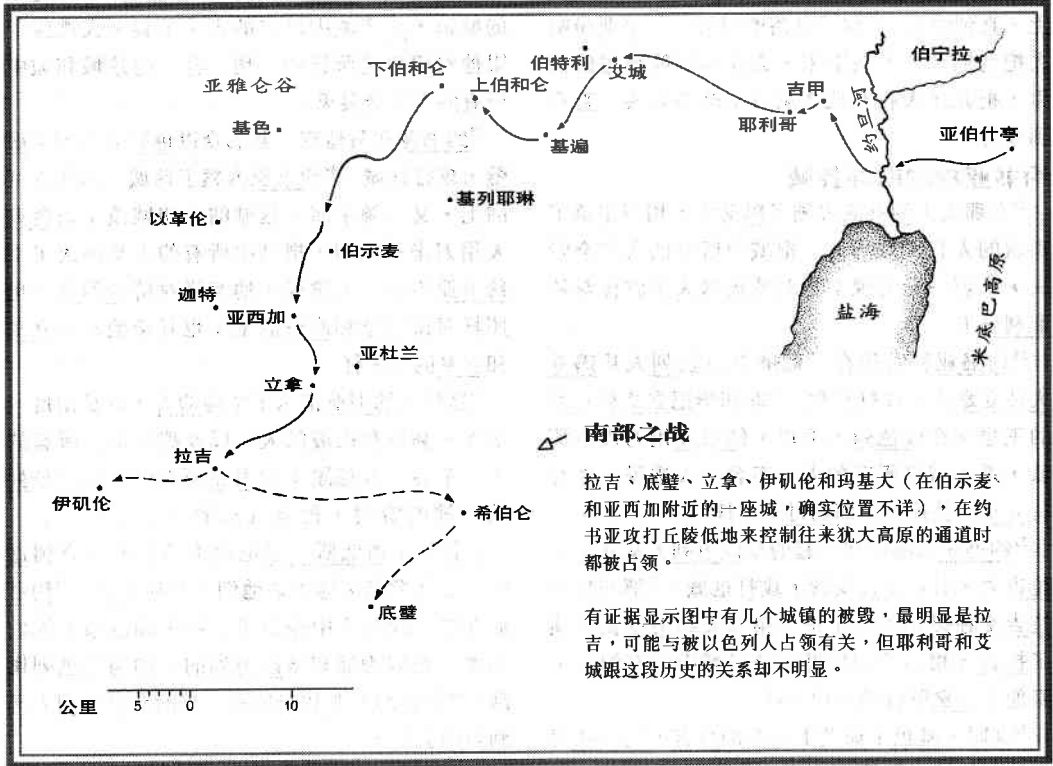 伯特利
艾城
伯宁拉
下伯和仑
上伯和仑
亚雅仑谷
吉甲
耶利哥
约旦河
基色
基遍
亚伯什亭
基列耶琳
以革伦
伯示麦
迦特
亚西加
盐海
米底巴高原
亚杜兰
立拿
拉吉
伊矶伦
希伯仑
底璧
南部之战
拉吉、底璧、立拿、伊矶伦和玛基大（在伯示麦
和亚西加附近的一座城，确实位置不详），在约
书亚攻打丘陵低地来控制往来犹大高原的通道时
都被占领。
有证据显示图中有几个城镇的被毁，最明显是拉
吉，可能与被以色列人占领有关，但耶利哥和艾
城跟这段历史的关系却不明显。
公里 5 0 10